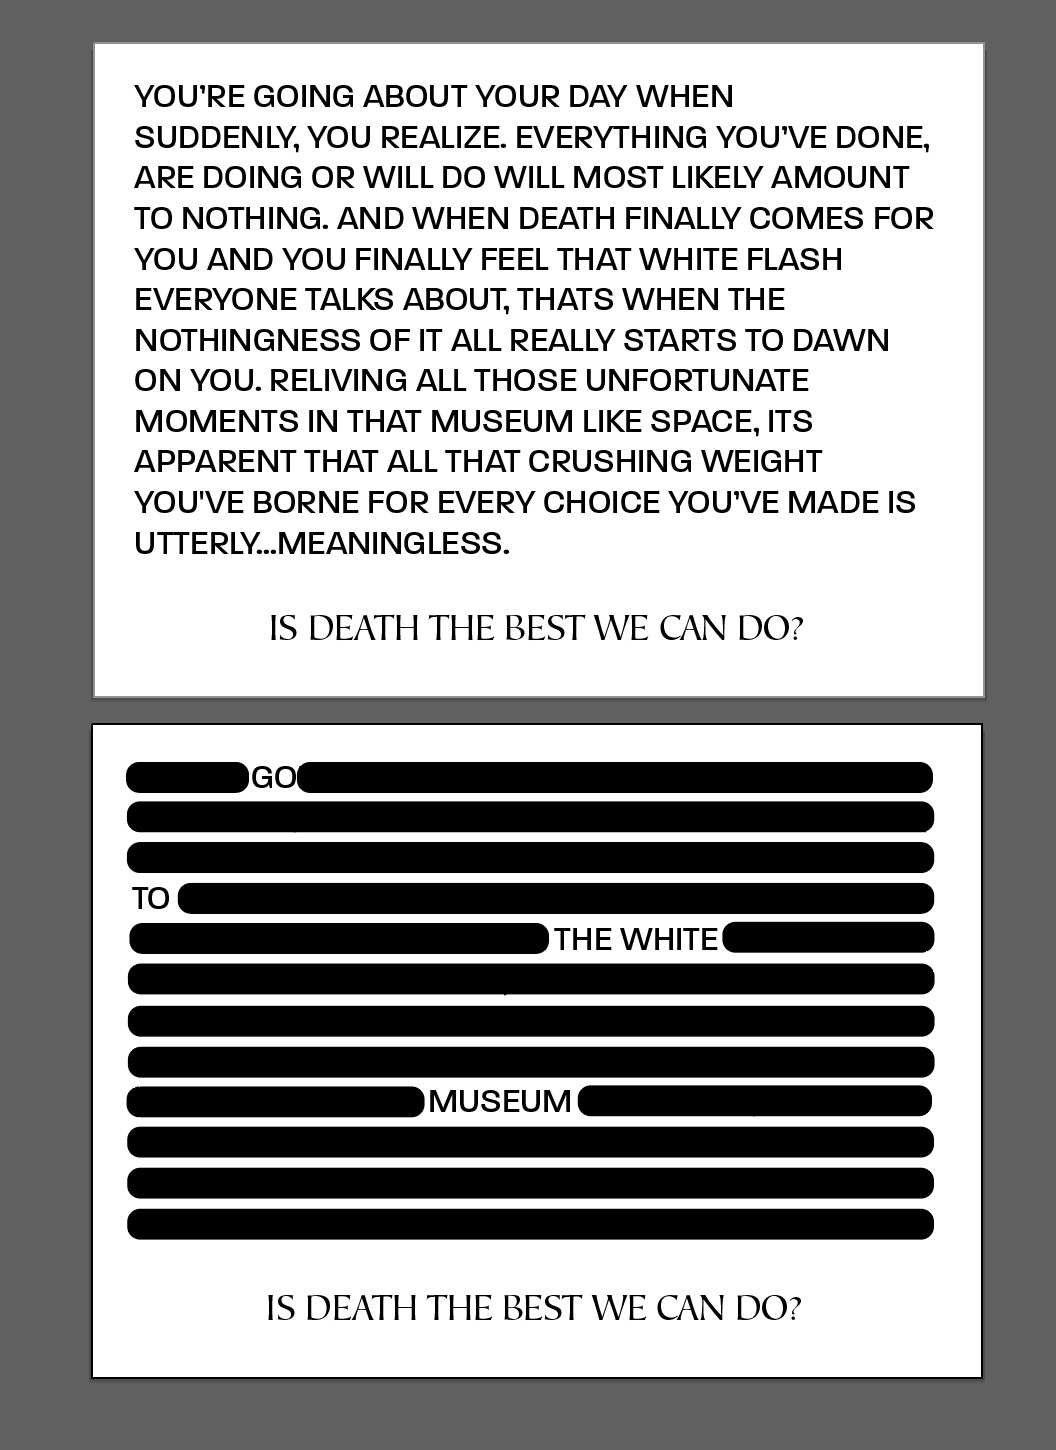 YOU’RE GOING ABOUT YOUR DAY WHEN
SUDDENLY, YOU REALIZE. EVERYTHING YOU’VE DONE,
ARE DOING OR WILL DO WILL MOST LIKELY AMOUNT
TO NOTHING. AND WHEN DEATH FINALLY COMES FOR
YOU AND YOU FINALLY FEEL THAT WHITE FLASH
EVERYONE TALKS ABOUT, THATS WHEN THE
NOTHINGNESS OF IT ALL REALLY STARTS TO DAWN
ON YOU. RELIVING ALL THOSE UNFORTUNATE
MOMENTS IN THAT MUSEUM LIKE SPACE, ITS
APPARENT THAT ALL THAT CRUSHING WEIGHT
YOU'VE BORNE FOR EVERY CHOICE YOU’VE MADE IS
UTTERLY...MEANINGLESS.
IS DEATH THE BEST WE CAN DO?
GO
TO
THE WHITE
MUSEUM
IS DEATH THE BEST WE CAN DO?